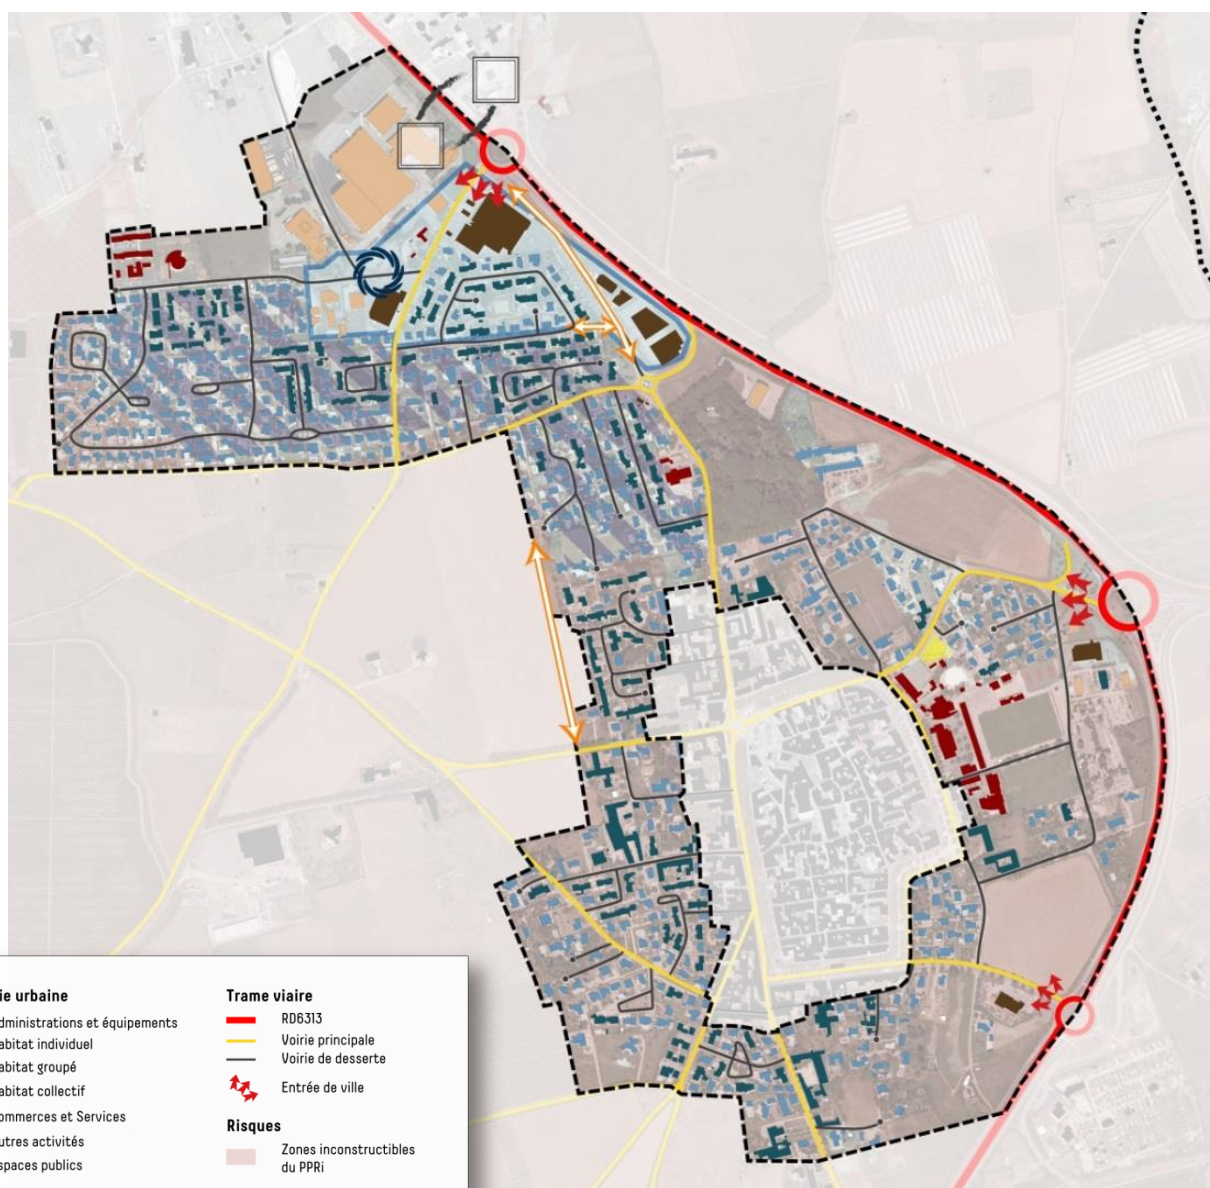 ie urbaine
dministrations et équipements
abitat individuel
abitat groupé
abitat collectif
ommerces et Services
utres activités
spaces publics
Trame viaire
RD6313
Voirie principale
Voirie de desserte
Entrée de ville
Risques
Zones inconstructibles
du PPRi